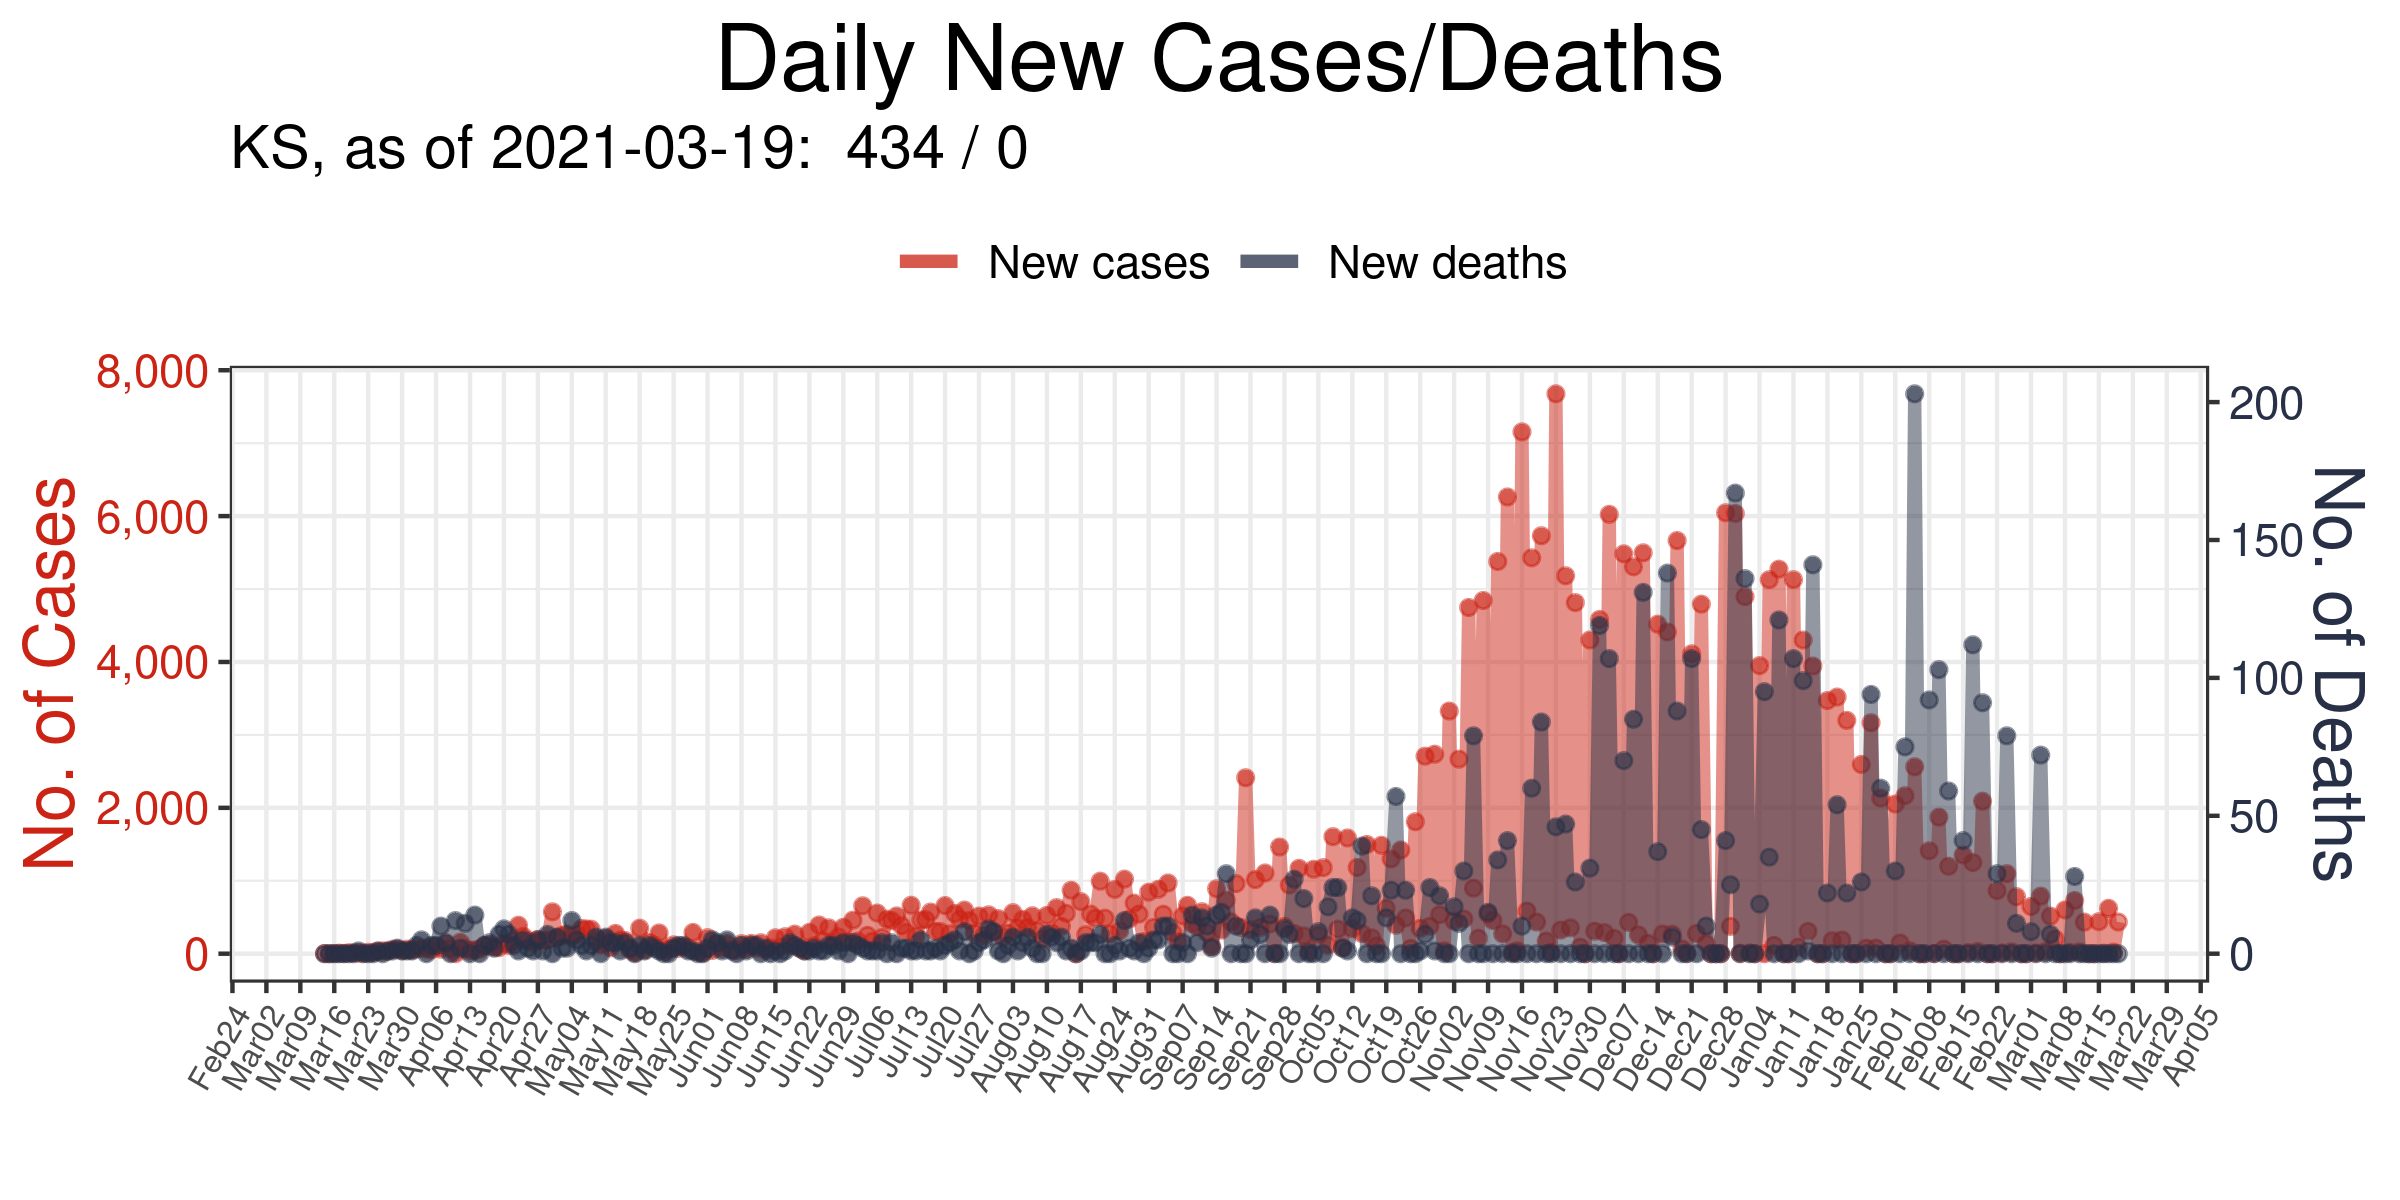 Daily New Cases/Deaths
KS, as of 2021-03-19: 434 / 0
New cases
New deaths
No. of Cases
8,000
6,000
4,000
2,000
0
200
150
100
50
0
No. of Deaths
Feb24
Mar02
Mar09
Mar16
Mar23
Mar30
Apr06
Apr13
Apr20
Apr27
May04
May11
May18
May25
Jun01
Jun08
Jun15
Jun22
Jun29
Jul06
Jul13
Jul20
Jul27
Aug03
Aug10
Aug17
Aug24
Aug31
Sep07
Sep14
Sep21
Sep28
Oct05
Oct12
Oct19
Oct26
Nov02
Nov09
Nov16
Nov23
Nov30
Dec07
Dec14
Dec21
Dec28
Jan04
Jan11
Jan18
Jan25
Feb01
Feb08
Feb15
Feb22
Mar01
Mar08
Mar15
Mar22
Mar29
Apr05